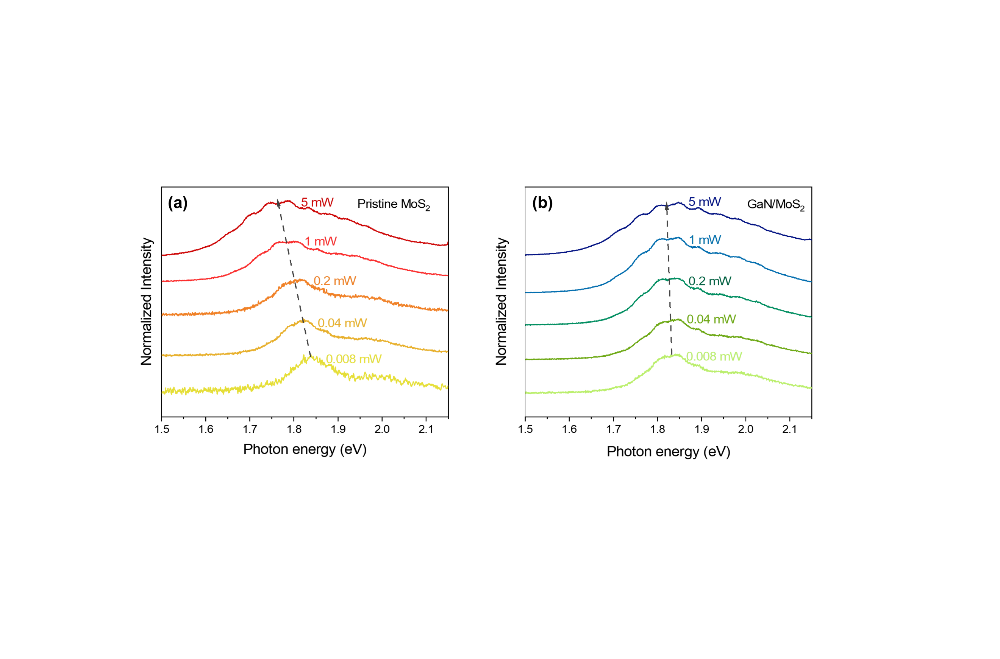 (a)
Pristine MoS₂
5 mW
1 mW
0.2 mW
0.04 mW
0.008 mW
Normalized Intensity
1.5 1.6 1.7 1.8 1.9 2.0 2.1
Photon energy (eV)
(b)
GaN/MoS₂
5 mW
1 mW
0.2 mW
0.04 mW
0.008 mW
Normalized Intensity
1.5 1.6 1.7 1.8 1.9 2.0 2.1
Photon energy (eV)